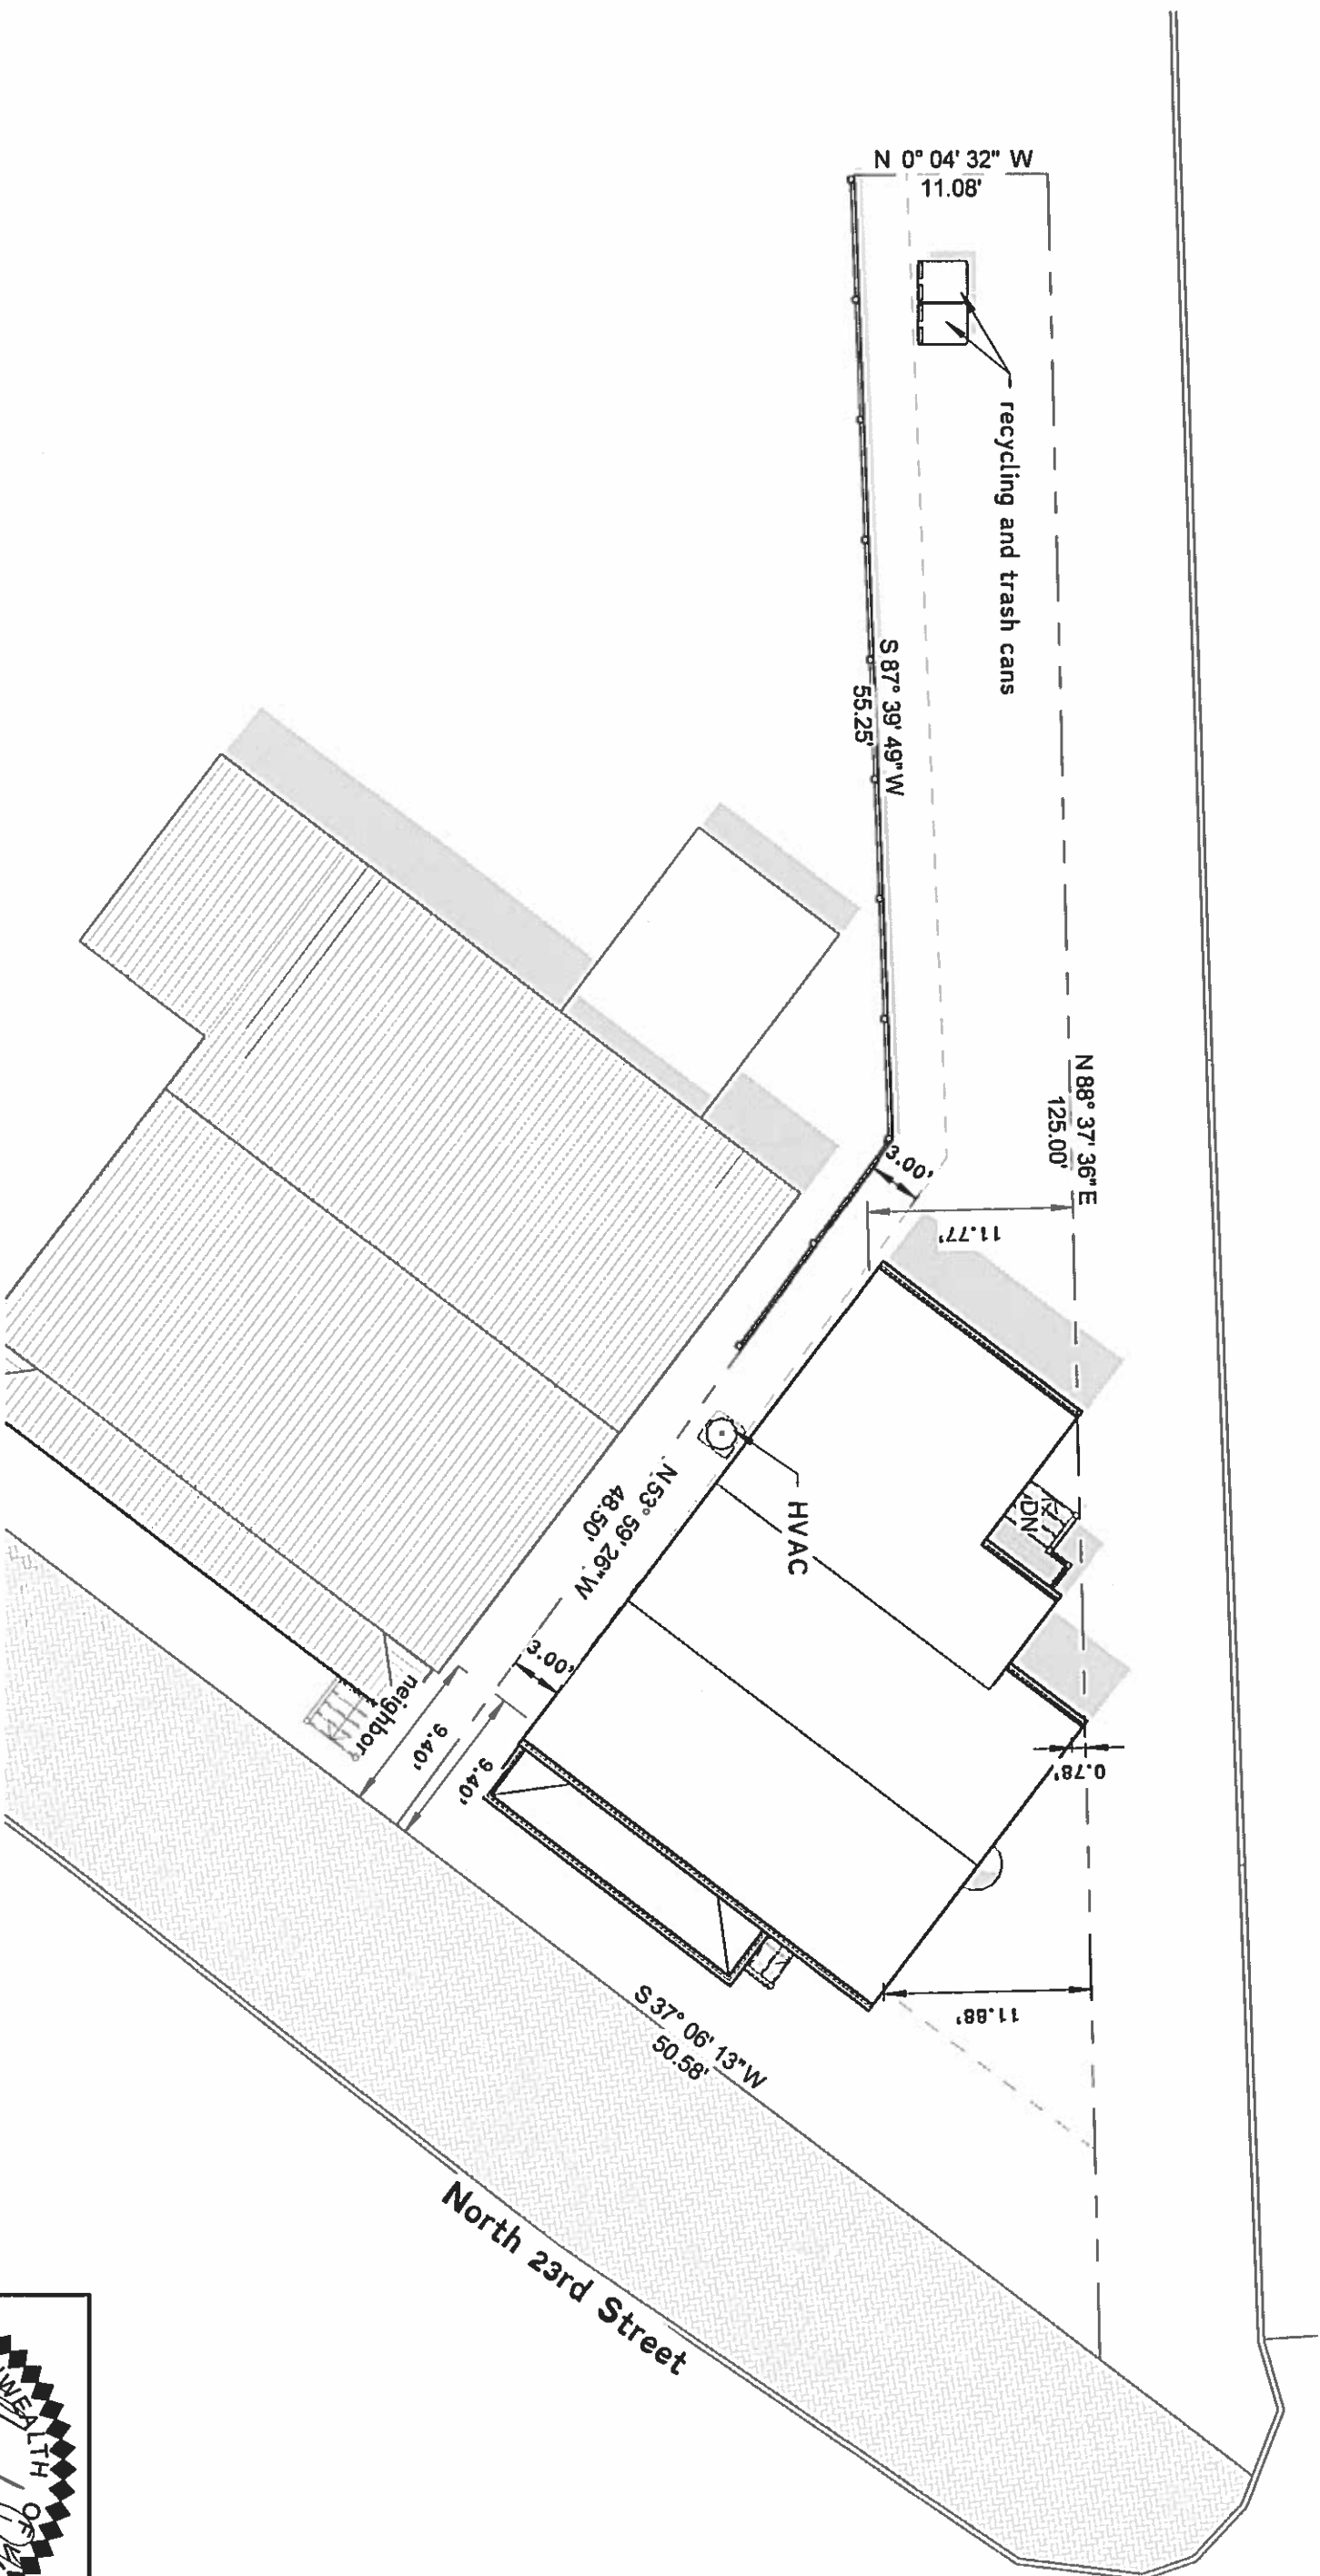 N 0° 04' 32" W
11.08'
recycling and trash cans
S 87° 39' 49" W
55.25'
N 88° 37' 36" E
125.00'
3.00'
11.77'
DN
HVAC
N 53° 59' 26" W
48.50'
3.00'
neighbor
9.40'
9.40'
0.78'
11.88'
S 37° 06' 13" W
50.58'
North 23rd Street
WEALTH OF